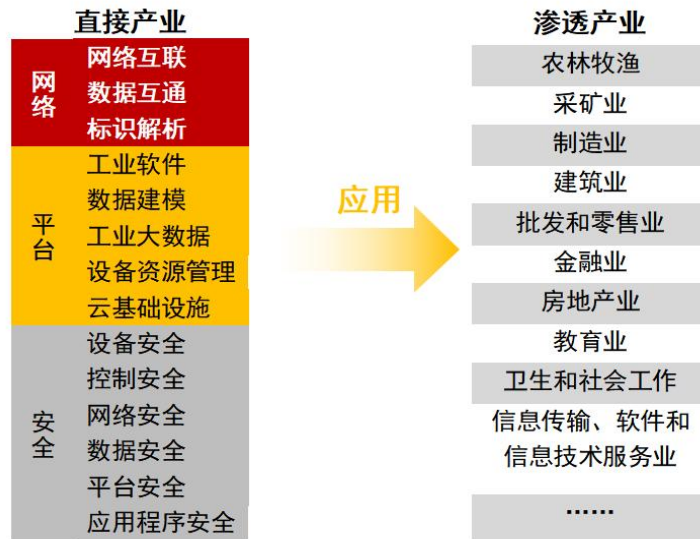 直接产业
网络
网络互联
数据互通
标识解析
平台
工业软件
数据建模
工业大数据
设备资源管理
云基础设施
安全
设备安全
控制安全
网络安全
数据安全
平台安全
应用程序安全
应用
渗透产业
农林牧渔
采矿业
制造业
建筑业
批发和零售业
金融业
房地产业
教育业
卫生和社会工作
信息传输、软件和
信息技术服务业
……